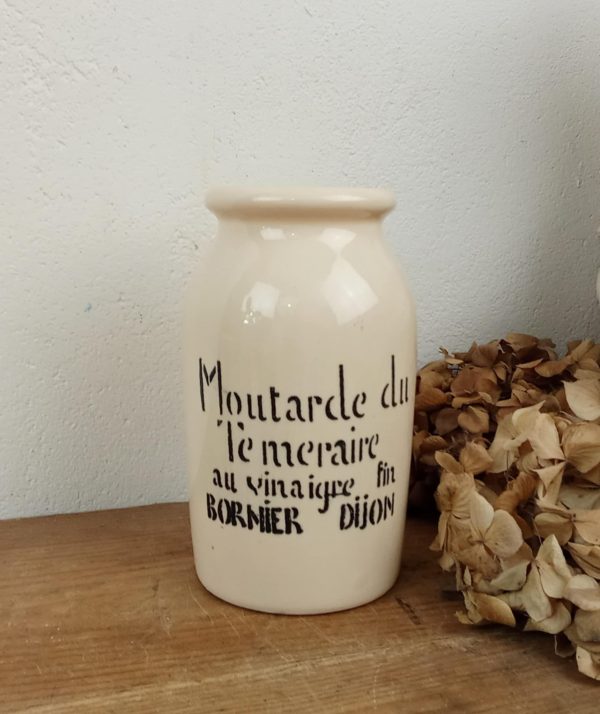 Moutarde du
Temeraire
au vinaigre fin
BORNIER DIJON